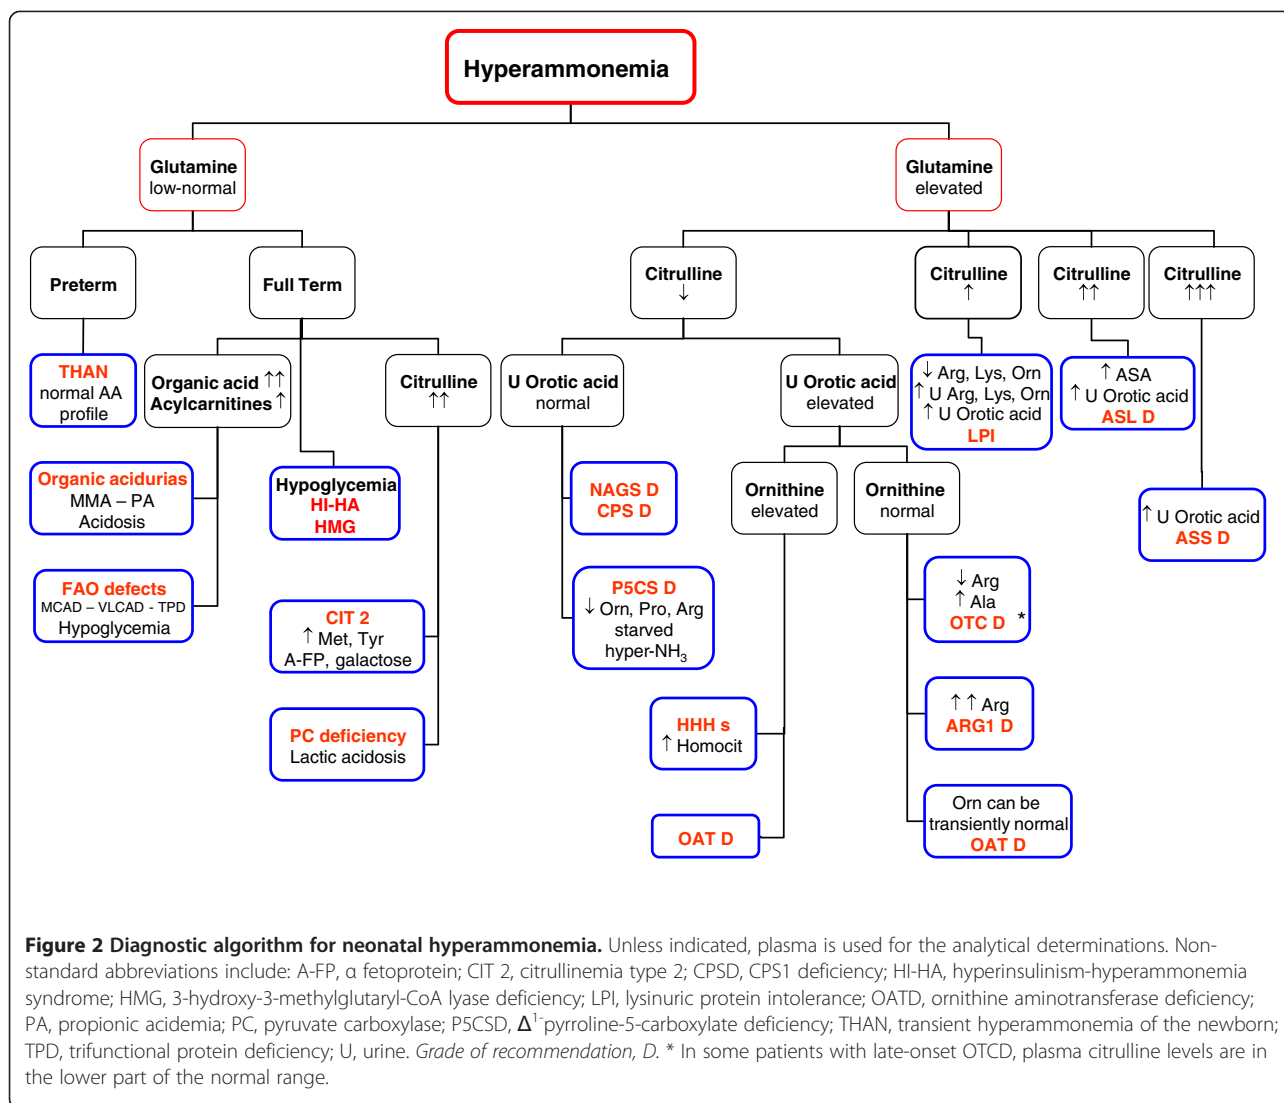 Hyperammonemia
Glutamine
low-normal
Glutamine
elevated
Preterm
Full Term
Citrulline
↓
Citrulline
↑
Citrulline
↑↑
Citrulline
↑↑↑
THAN
normal AA
profile
Organic acid ↑↑
Acylcarnitines ↑
Citrulline
↑↑
U Orotic acid
normal
U Orotic acid
elevated
↓ Arg, Lys, Orn
↑ U Arg, Lys, Orn
↑ U Orotic acid
LPI
↑ ASA
↑ U Orotic acid
ASL D
Organic acidurias
MMA – PA
Acidosis
Hypoglycemia
HI-HA
HMG
NAGS D
CPS D
Ornithine
elevated
Ornithine
normal
↑ U Orotic acid
ASS D
FAO defects
MCAD – VLCAD - TPD
Hypoglycemia
CIT 2
↑ Met, Tyr
A-FP, galactose
P5CS D
↓ Orn, Pro, Arg
starved
hyper-NH3
↓ Arg
↑ Ala
OTC D *
PC deficiency
Lactic acidosis
HHH s
↑ Homocit
↑ ↑ Arg
ARG1 D
OAT D
Orn can be
transiently normal
OAT D
Figure 2 Diagnostic algorithm for neonatal hyperammonemia. Unless indicated, plasma is used for the analytical determinations. Non-
standard abbreviations include: A-FP, α fetoprotein; CIT 2, citrullinemia type 2; CPSD, CPS1 deficiency; HI-HA, hyperinsulinism-hyperammonemia
syndrome; HMG, 3-hydroxy-3-methylglutaryl-CoA lyase deficiency; LPI, lysinuric protein intolerance; OATD, ornithine aminotransferase deficiency;
PA, propionic acidemia; PC, pyruvate carboxylase; P5CSD, Δ1-pyrroline-5-carboxylate deficiency; THAN, transient hyperammonemia of the newborn;
TPD, trifunctional protein deficiency; U, urine. Grade of recommendation, D. * In some patients with late-onset OTCD, plasma citrulline levels are in
the lower part of the normal range.